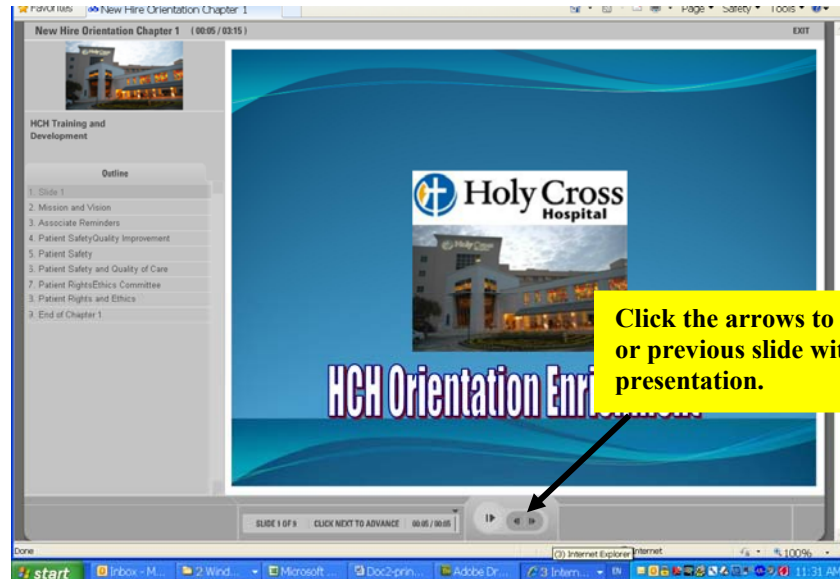 Favorites New Hire Orientation Chapter 1 Page Safety Tools
New Hire Orientation Chapter 1 ( 00:05 / 03:15 ) EXIT
HCH Training and
Development
Outline
1. Slide 1
2. Mission and Vision
3. Associate Reminders
4. Patient SafetyQuality Improvement
5. Patient Safety
6. Patient Safety and Quality of Care
7. Patient RightsEthics Committee
8. Patient Rights and Ethics
9. End of Chapter 1
Holy Cross
Hospital
Holy Cross
HCH Orientation
Click the arrows to
or previous slide
presentation.
SLIDE 1 OF 9 CLICK NEXT TO ADVANCE 00:05 / 00:05
Done (3) Internet Explorer Internet 100%
start Inbox - M... 2 Wind... Microsoft ... Doc2-prin... Adobe Dr... 3 Intern... EN 11:31